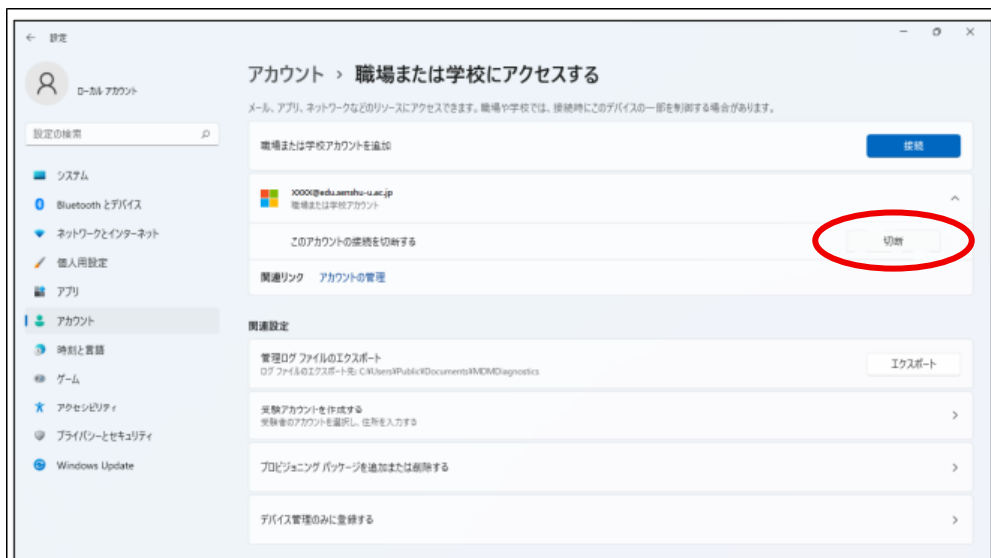 ← 設定
ローカル アカウント
設定の検索
システム
Bluetooth とデバイス
ネットワークとインターネット
個人用設定
アプリ
アカウント
時刻と言語
ゲーム
アクセシビリティ
プライバシーとセキュリティ
Windows Update
アカウント › 職場または学校にアクセスする
メール、アプリ、ネットワークなどのリソースにアクセスできます。職場や学校では、接続時にこのデバイスの一部を制御する場合があります。
職場または学校アカウントを追加
接続
XXXX@edu.senshu-u.ac.jp
職場または学校アカウント
このアカウントの接続を切断する
切断
関連リンク アカウントの管理
関連設定
管理ログ ファイルのエクスポート
ログ ファイルのエクスポート先: C:¥Users¥Public¥Documents¥MDMDiagnostics
エクスポート
受験アカウントを作成する
受験者のアカウントを選択し、住所を入力する
プロビジョニング パッケージを追加または削除する
デバイス管理のみに登録する